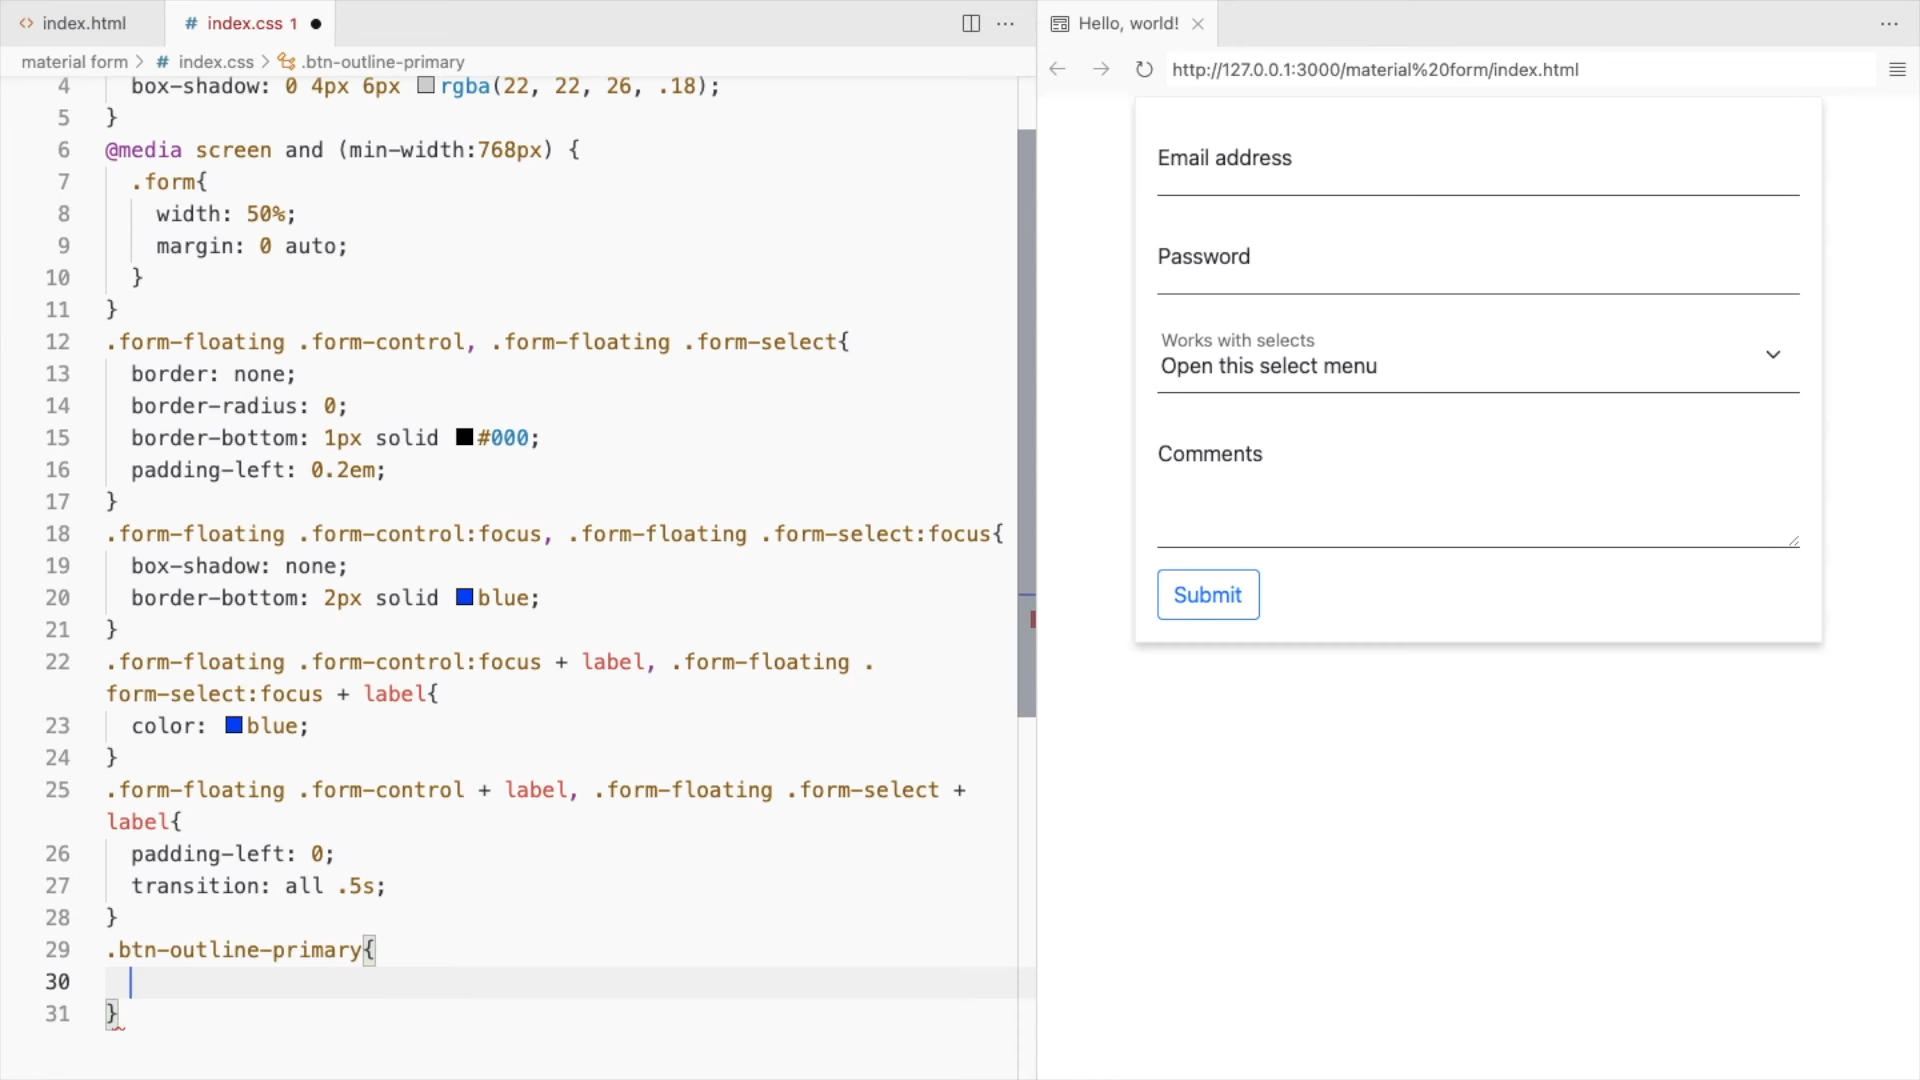 index.html
# index.css 1
material form > # index.css > .btn-outline-primary
4 box-shadow: 0 4px 6px rgba(22, 22, 26, .18);
5 }
6 @media screen and (min-width:768px) {
7 .form{
8 width: 50%;
9 margin: 0 auto;
10 }
11 }
12 .form-floating .form-control, .form-floating .form-select{
13 border: none;
14 border-radius: 0;
15 border-bottom: 1px solid #000;
16 padding-left: 0.2em;
17 }
18 .form-floating .form-control:focus, .form-floating .form-select:focus{
19 box-shadow: none;
20 border-bottom: 2px solid blue;
21 }
22 .form-floating .form-control:focus + label, .form-floating .
form-select:focus + label{
23 color: blue;
24 }
25 .form-floating .form-control + label, .form-floating .form-select +
label{
26 padding-left: 0;
27 transition: all .5s;
28 }
29 .btn-outline-primary{
30
31 }
Hello, world!
http://127.0.0.1:3000/material%20form/index.html
Email address
Password
Works with selects
Open this select menu
Comments
Submit